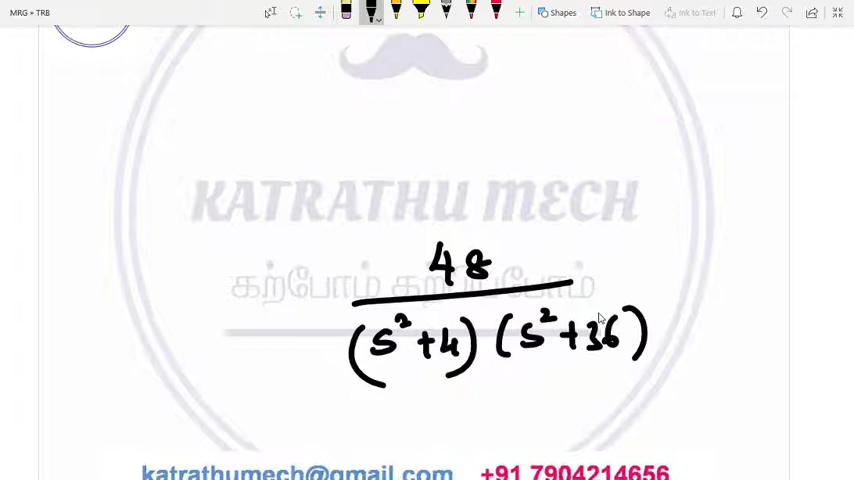 MRG » TRB
Shapes
Ink to Shape
Ink to Text
KATRATHU MECH
கற்போம் கற்பிப்போம்
48
(s²+4) (s²+36)
katrathumech@gmail.com +91 7904214656